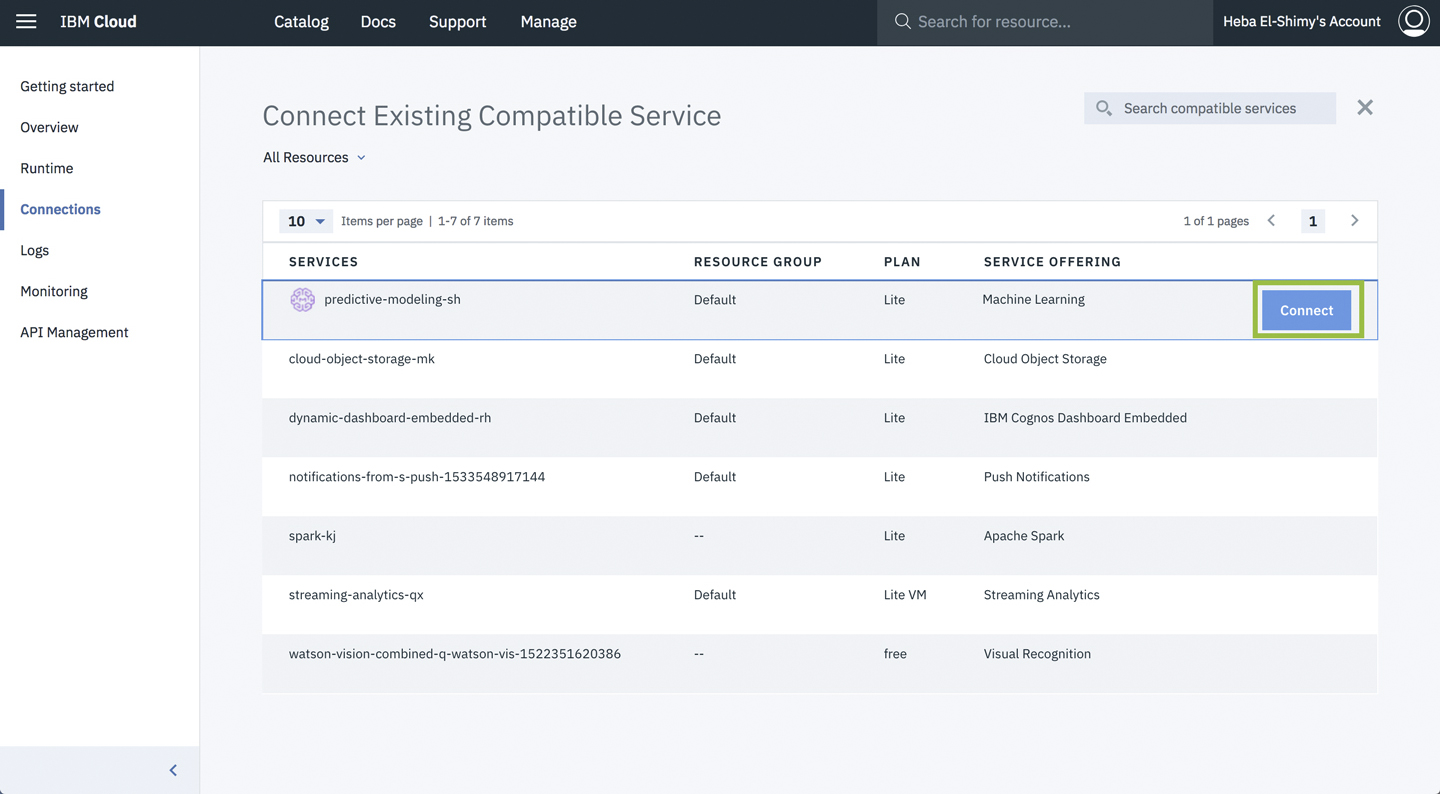 IBM Cloud Catalog Docs Support Manage Search for resource... Heba El-Shimy's Account
Getting started
Overview
Runtime
Connections
Logs
Monitoring
API Management
Connect Existing Compatible Service
Search compatible services
All Resources
10 Items per page | 1-7 of 7 items 1 of 1 pages 1
SERVICES RESOURCE GROUP PLAN SERVICE OFFERING
predictive-modeling-sh Default Lite Machine Learning Connect
cloud-object-storage-mk Default Lite Cloud Object Storage
dynamic-dashboard-embedded-rh Default Lite IBM Cognos Dashboard Embedded
notifications-from-s-push-1533548917144 Default Lite Push Notifications
spark-kj -- Lite Apache Spark
streaming-analytics-qx Default Lite VM Streaming Analytics
watson-vision-combined-q-watson-vis-1522351620386 -- free Visual Recognition